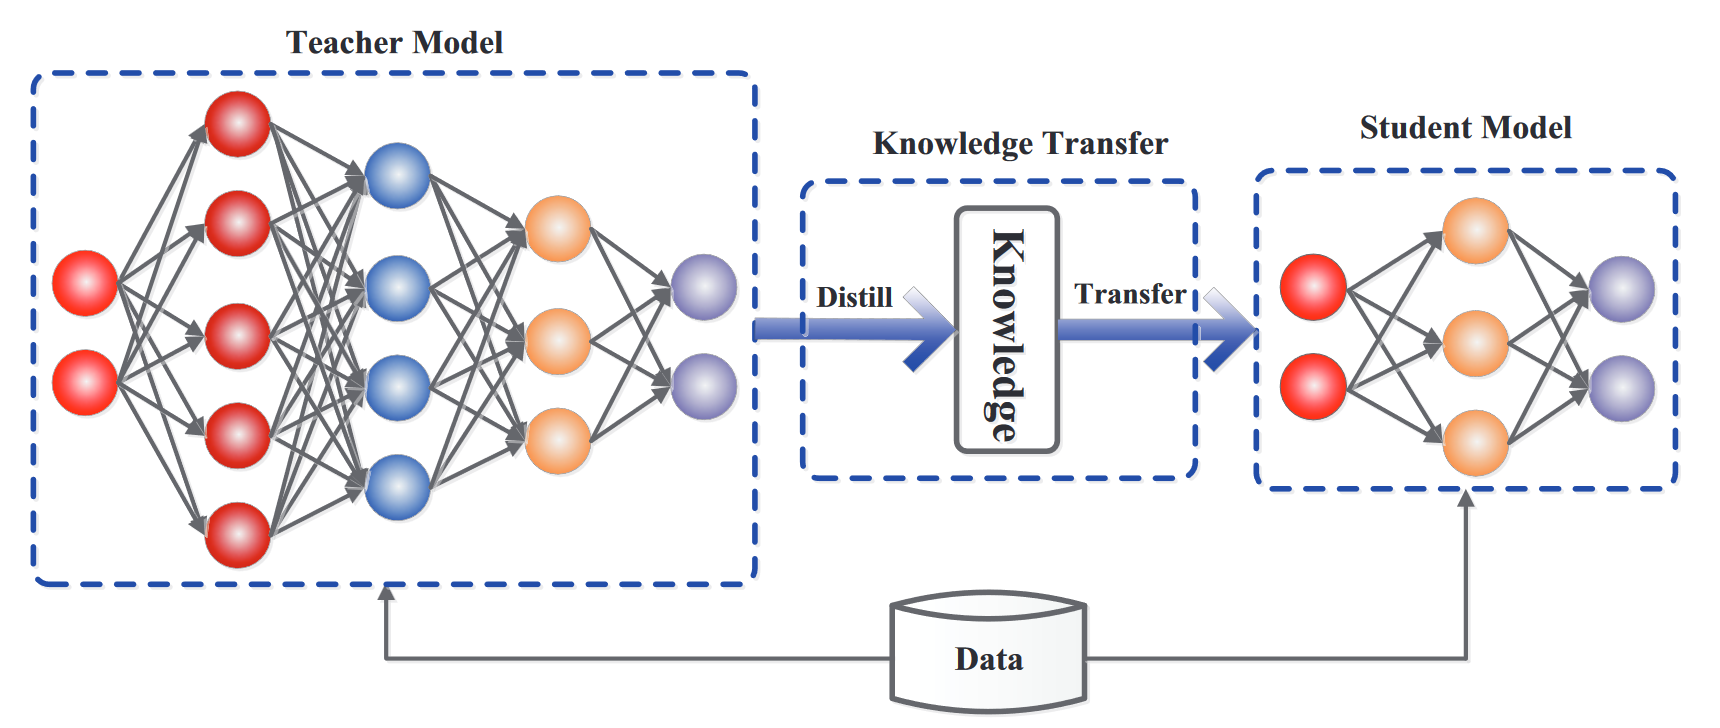 Teacher Model
Knowledge Transfer
Student Model
Distill
Knowledge
Transfer
Data